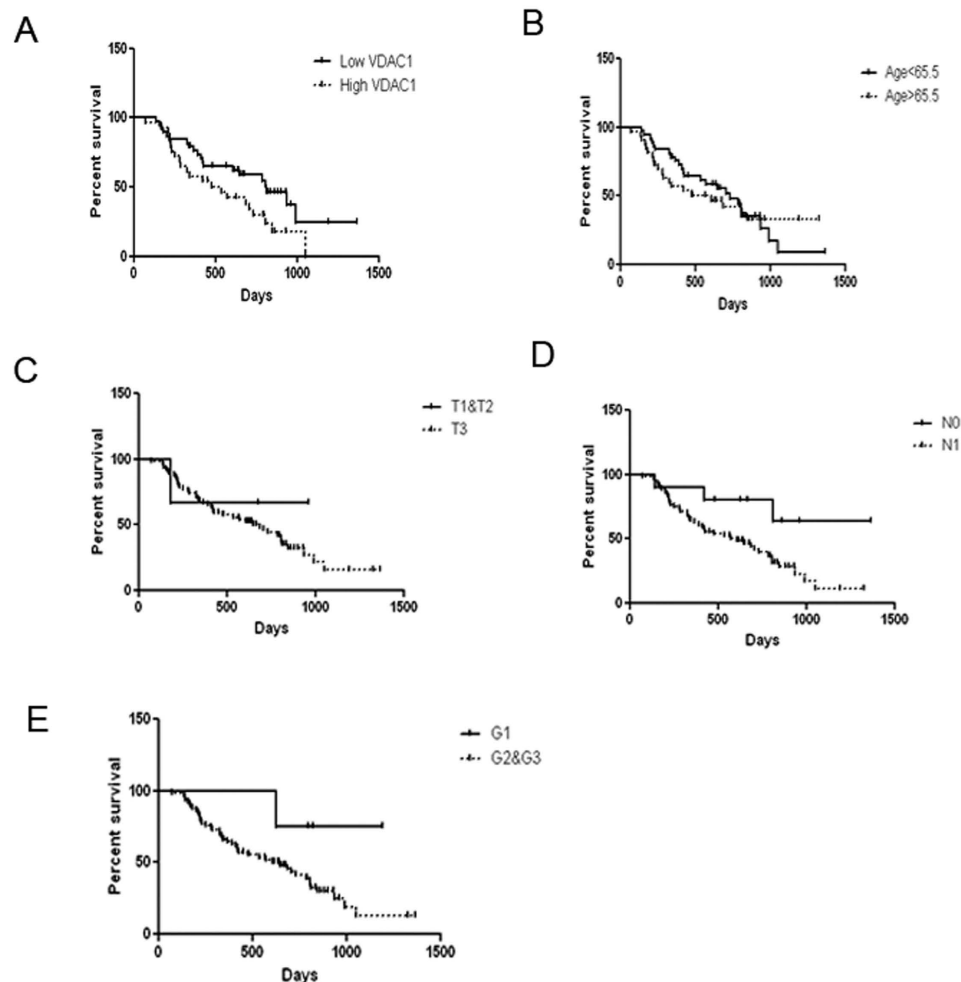 A
150
100
50
0
Percent survival
0 500 1000 1500
Days
Low VDAC1
High VDAC1
B
150
100
50
0
Percent survival
0 500 1000 1500
Days
Age<65.5
Age>65.5
C
150
100
50
0
Percent survival
0 500 1000 1500
Days
T1&T2
T3
D
150
100
50
0
Percent survival
0 500 1000 1500
Days
N0
N1
E
150
100
50
0
Percent survival
0 500 1000 1500
Days
G1
G2&G3